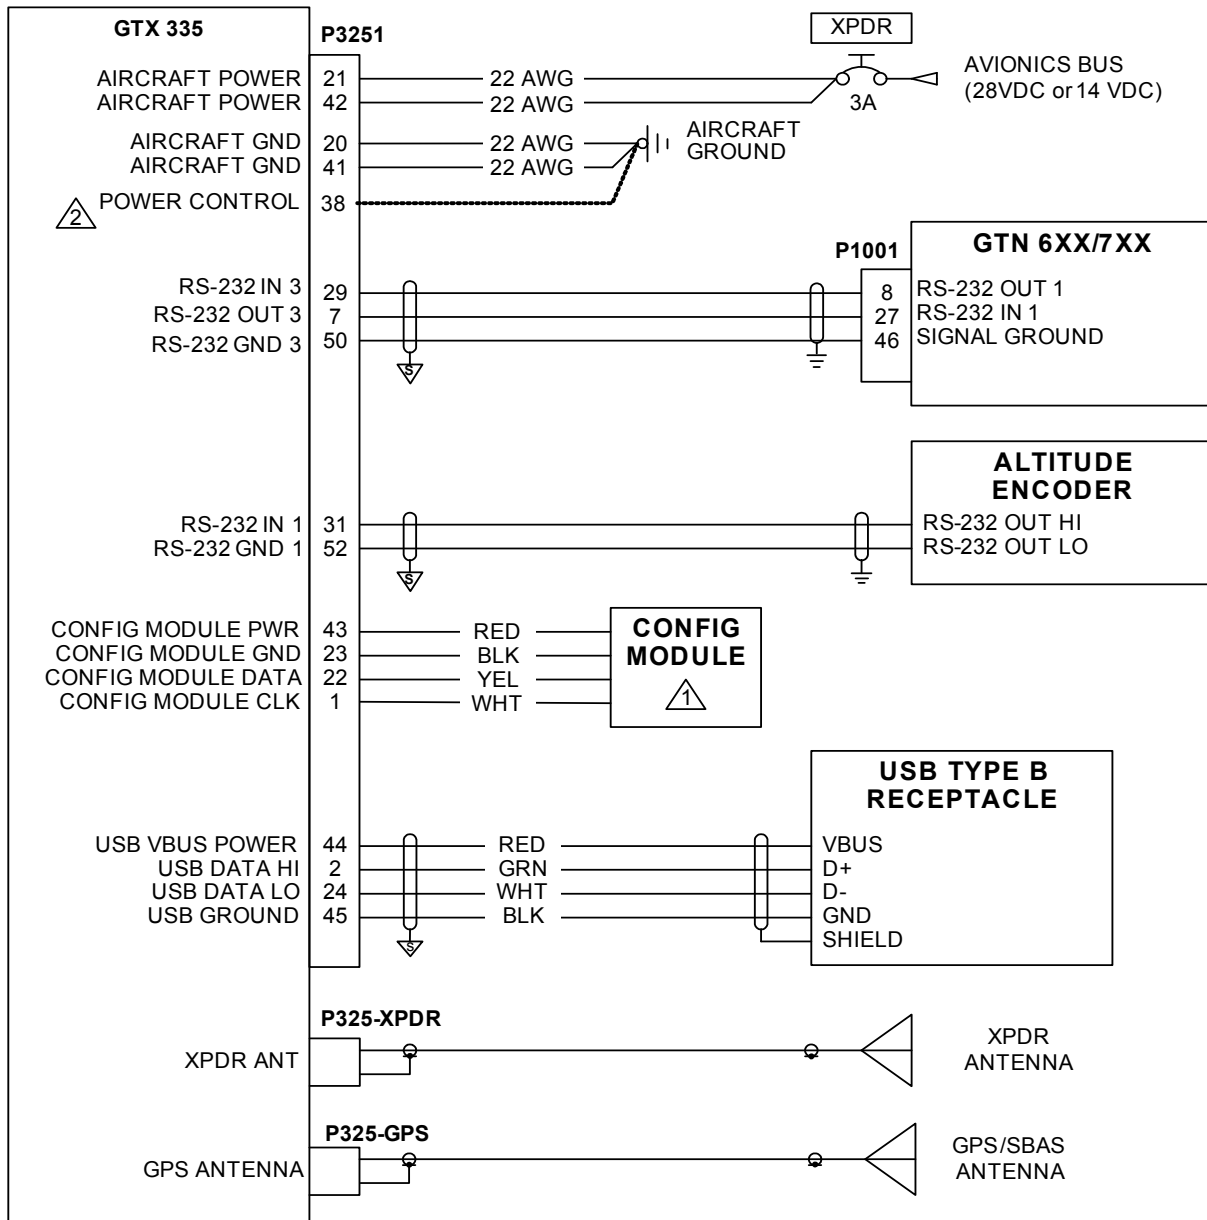 GTX 335
P3251
XPDR
AIRCRAFT POWER 21 22 AWG
AIRCRAFT POWER 42 22 AWG
3A
AVIONICS BUS
(28VDC or 14 VDC)
AIRCRAFT GND 20 22 AWG
AIRCRAFT GND 41 22 AWG
AIRCRAFT
GROUND
2 POWER CONTROL 38
P1001
GTN 6XX/7XX
RS-232 IN 3 29 8 RS-232 OUT 1
RS-232 OUT 3 7 27 RS-232 IN 1
RS-232 GND 3 50 46 SIGNAL GROUND
S
ALTITUDE
ENCODER
RS-232 IN 1 31 RS-232 OUT HI
RS-232 GND 1 52 RS-232 OUT LO
S
CONFIG MODULE PWR 43 RED
CONFIG MODULE GND 23 BLK
CONFIG MODULE DATA 22 YEL
CONFIG MODULE CLK 1 WHT
CONFIG
MODULE
1
USB TYPE B
RECEPTACLE
USB VBUS POWER 44 RED VBUS
USB DATA HI 2 GRN D+
USB DATA LO 24 WHT D-
USB GROUND 45 BLK GND
S
SHIELD
P325-XPDR
XPDR ANT
XPDR
ANTENNA
P325-GPS
GPS ANTENNA
GPS/SBAS
ANTENNA